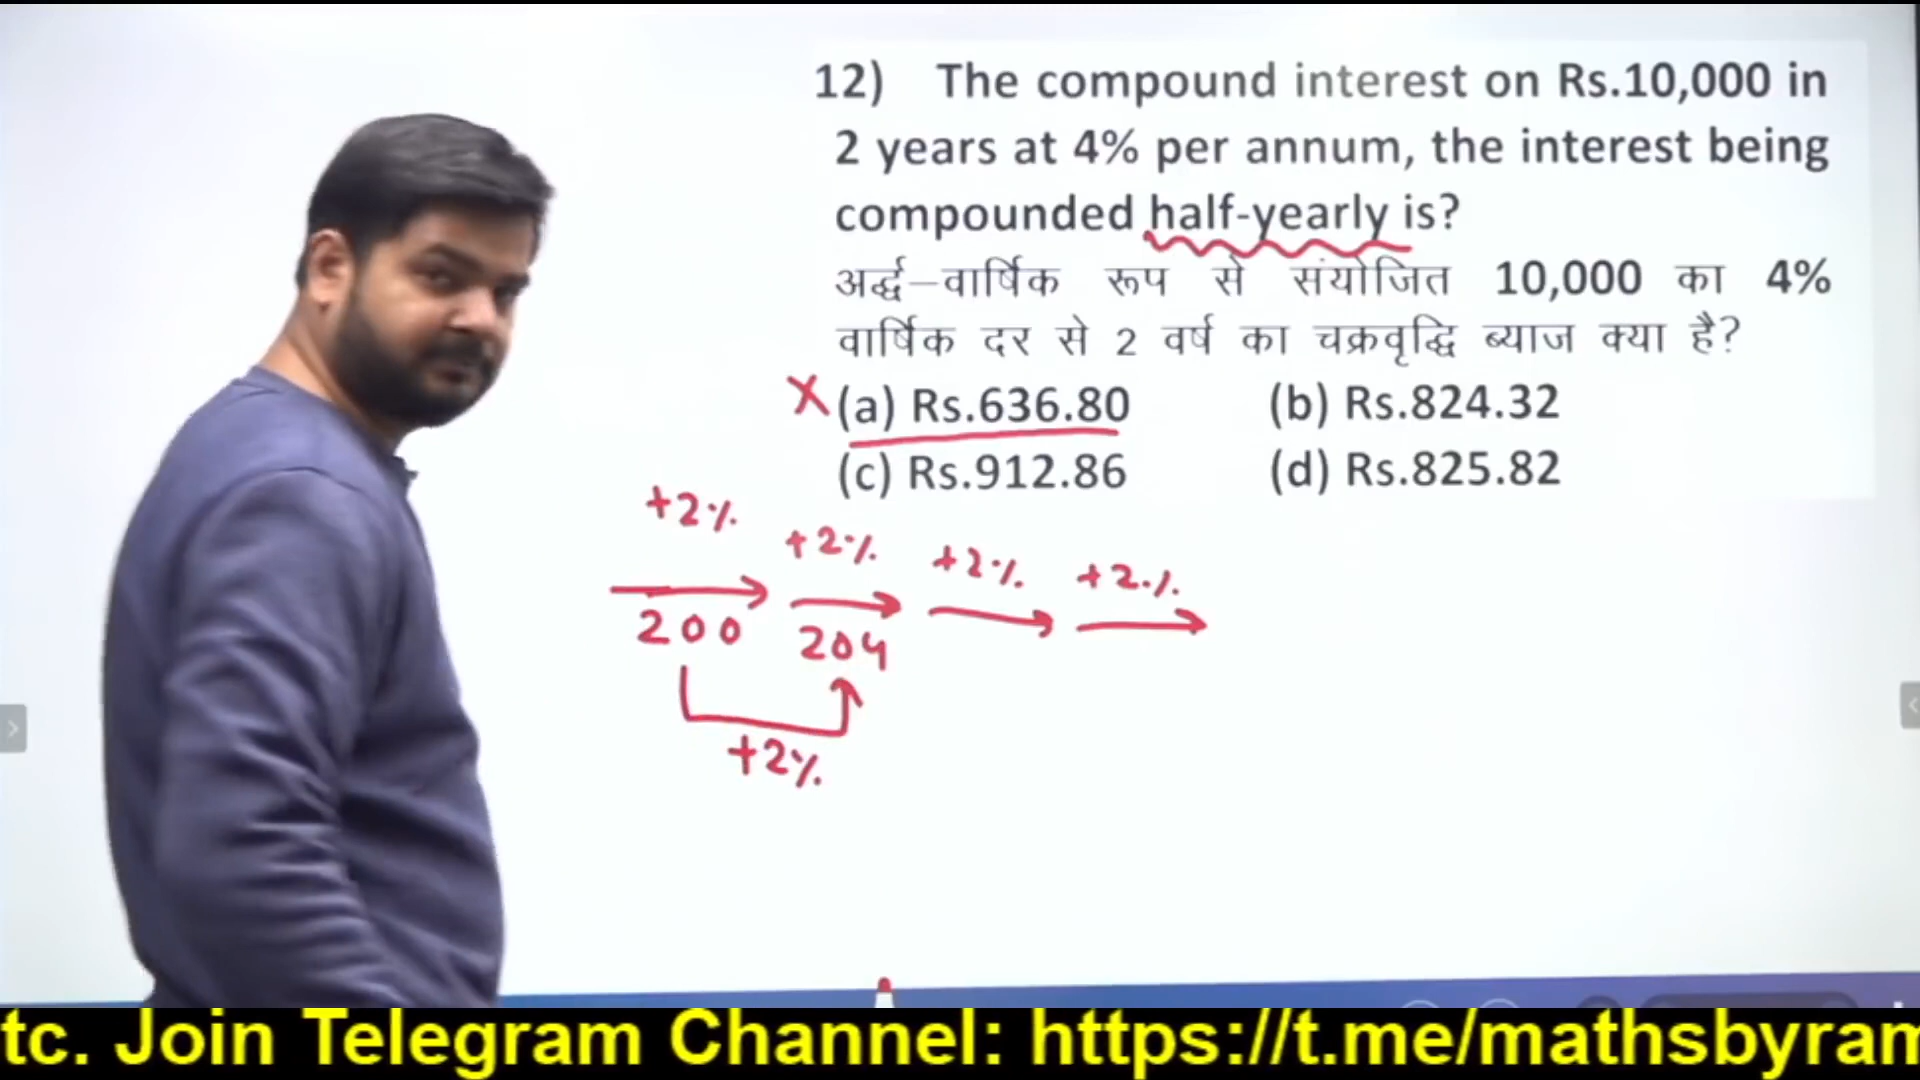 12) The compound interest on Rs.10,000 in
2 years at 4% per annum, the interest being
compounded half-yearly is?
अर्द्ध–वार्षिक रूप से संयोजित 10,000 का 4%
वार्षिक दर से 2 वर्ष का चक्रवृद्धि ब्याज क्या है?
X (a) Rs.636.80 (b) Rs.824.32
(c) Rs.912.86 (d) Rs.825.82
+2% +2% +2% +2%
200 204
+2%
tc. Join Telegram Channel: https://t.me/mathsbyram